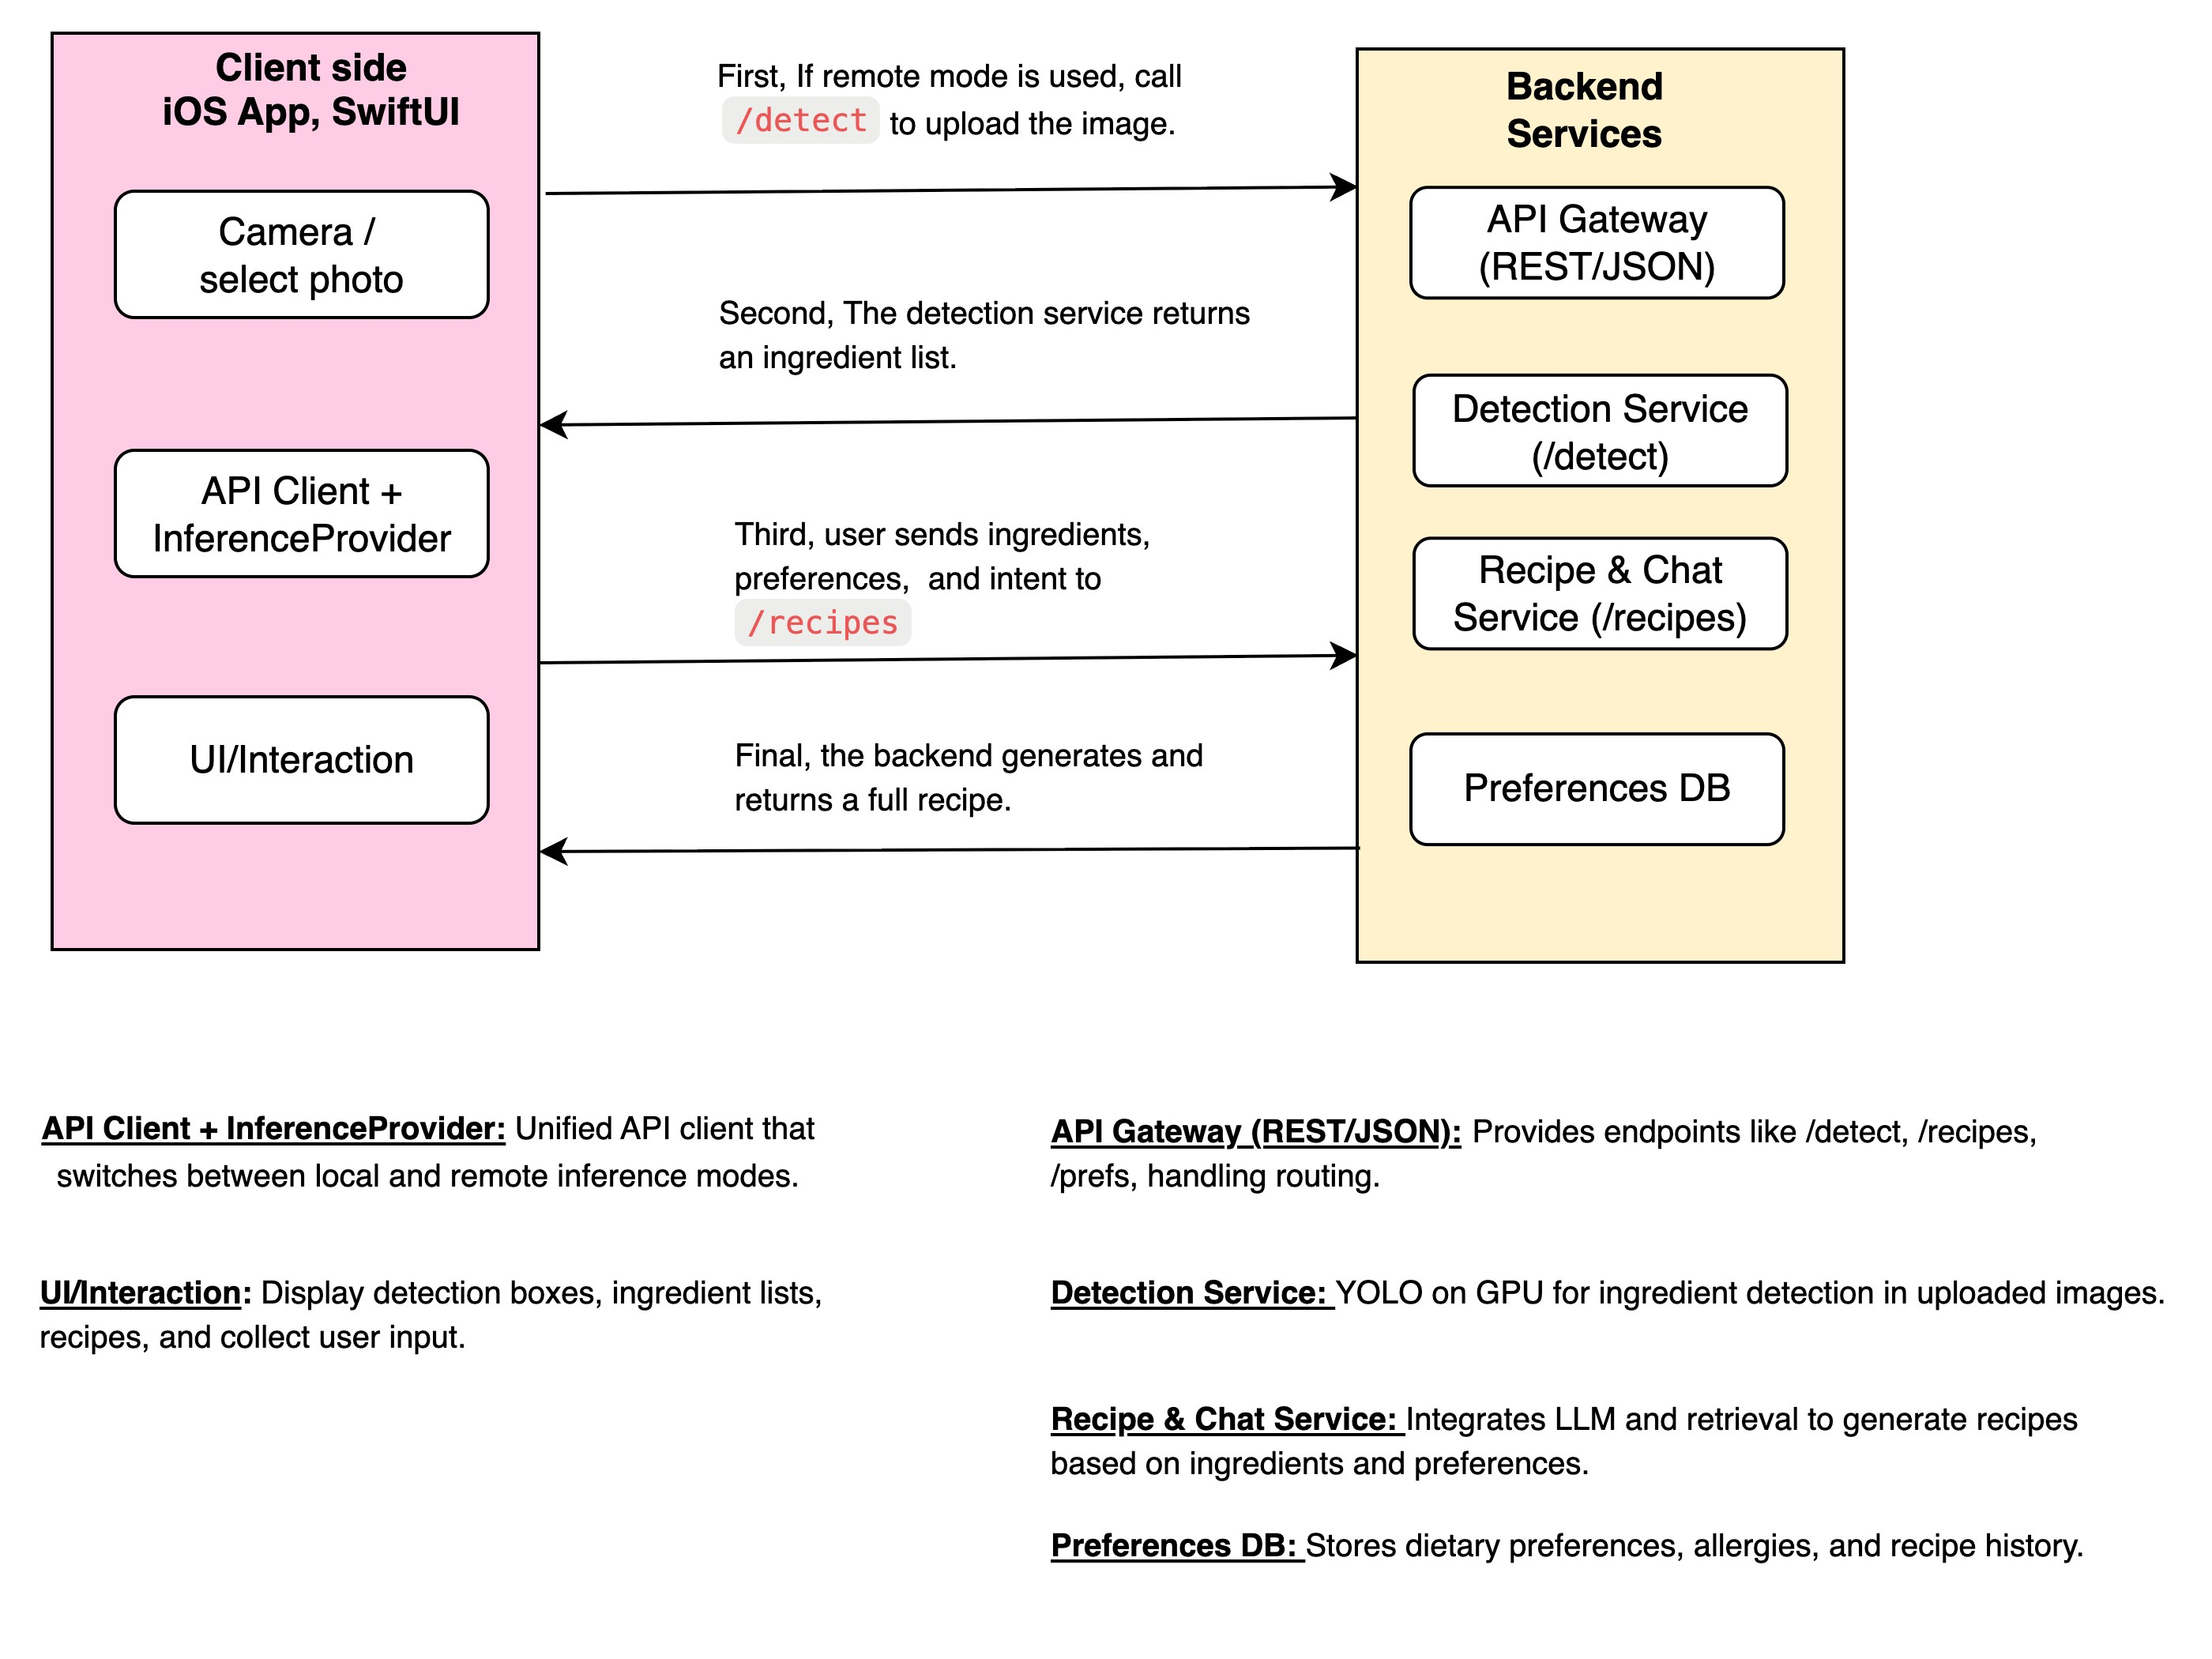 Client side
iOS App, SwiftUI
Camera /
select photo
API Client +
InferenceProvider
UI/Interaction
First, If remote mode is used, call
/detect to upload the image.
Second, The detection service returns
an ingredient list.
Third, user sends ingredients,
preferences,  and intent to
/recipes
Final, the backend generates and
returns a full recipe.
Backend
Services
API Gateway
(REST/JSON)
Detection Service
(/detect)
Recipe & Chat
Service (/recipes)
Preferences DB
API Client + InferenceProvider: Unified API client that
switches between local and remote inference modes.
UI/Interaction: Display detection boxes, ingredient lists,
recipes, and collect user input.
API Gateway (REST/JSON): Provides endpoints like /detect, /recipes,
/prefs, handling routing.
Detection Service: YOLO on GPU for ingredient detection in uploaded images.
Recipe & Chat Service: Integrates LLM and retrieval to generate recipes
based on ingredients and preferences.
Preferences DB: Stores dietary preferences, allergies, and recipe history.